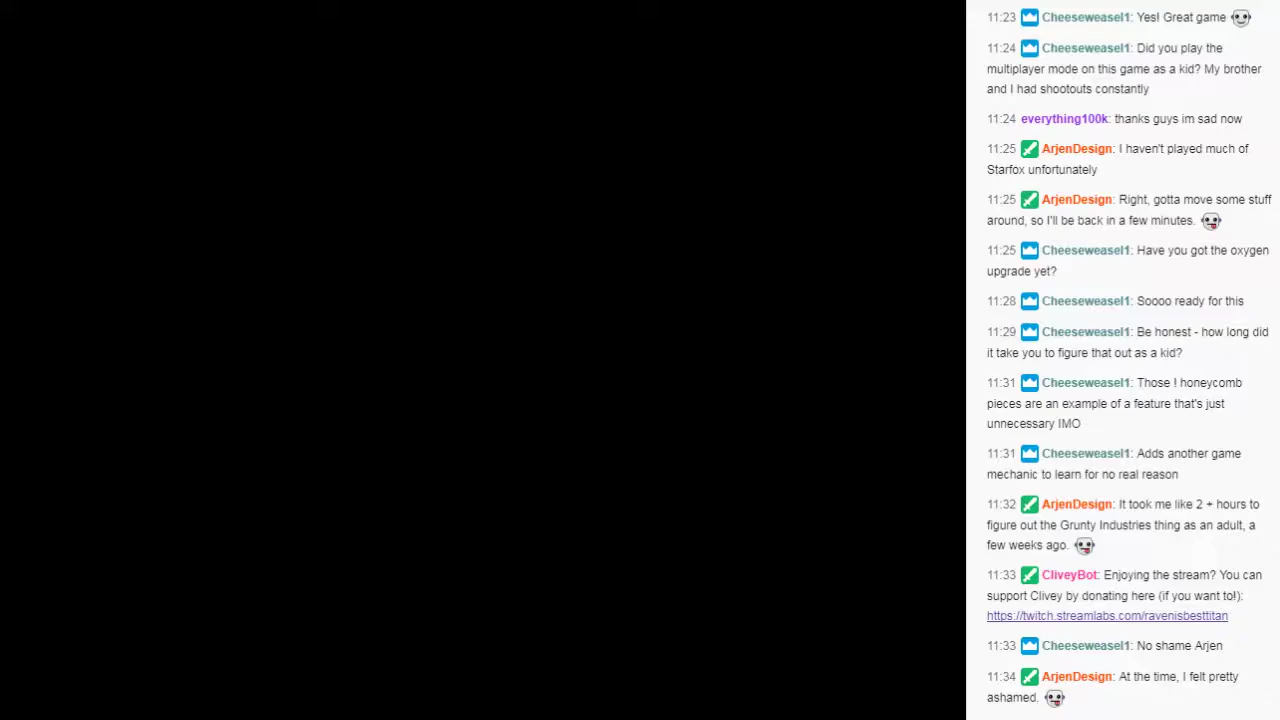 11:23 Cheeseweasel1: Yes! Great game
11:24 Cheeseweasel1: Did you play the
multiplayer mode on this game as a kid? My brother
and I had shootouts constantly
11:24 everything100k: thanks guys im sad now
11:25 ArjenDesign: I haven't played much of
Starfox unfortunately
11:25 ArjenDesign: Right, gotta move some stuff
around, so I'll be back in a few minutes.
11:25 Cheeseweasel1: Have you got the oxygen
upgrade yet?
11:28 Cheeseweasel1: Soooo ready for this
11:29 Cheeseweasel1: Be honest - how long did
it take you to figure that out as a kid?
11:31 Cheeseweasel1: Those ! honeycomb
pieces are an example of a feature that's just
unnecessary IMO
11:31 Cheeseweasel1: Adds another game
mechanic to learn for no real reason
11:32 ArjenDesign: It took me like 2 + hours to
figure out the Grunty Industries thing as an adult, a
few weeks ago.
11:33 CliveyBot: Enjoying the stream? You can
support Clivey by donating here (if you want to!):
https://twitch.streamlabs.com/ravenisbesttitan
11:33 Cheeseweasel1: No shame Arjen
11:34 ArjenDesign: At the time, I felt pretty
ashamed.